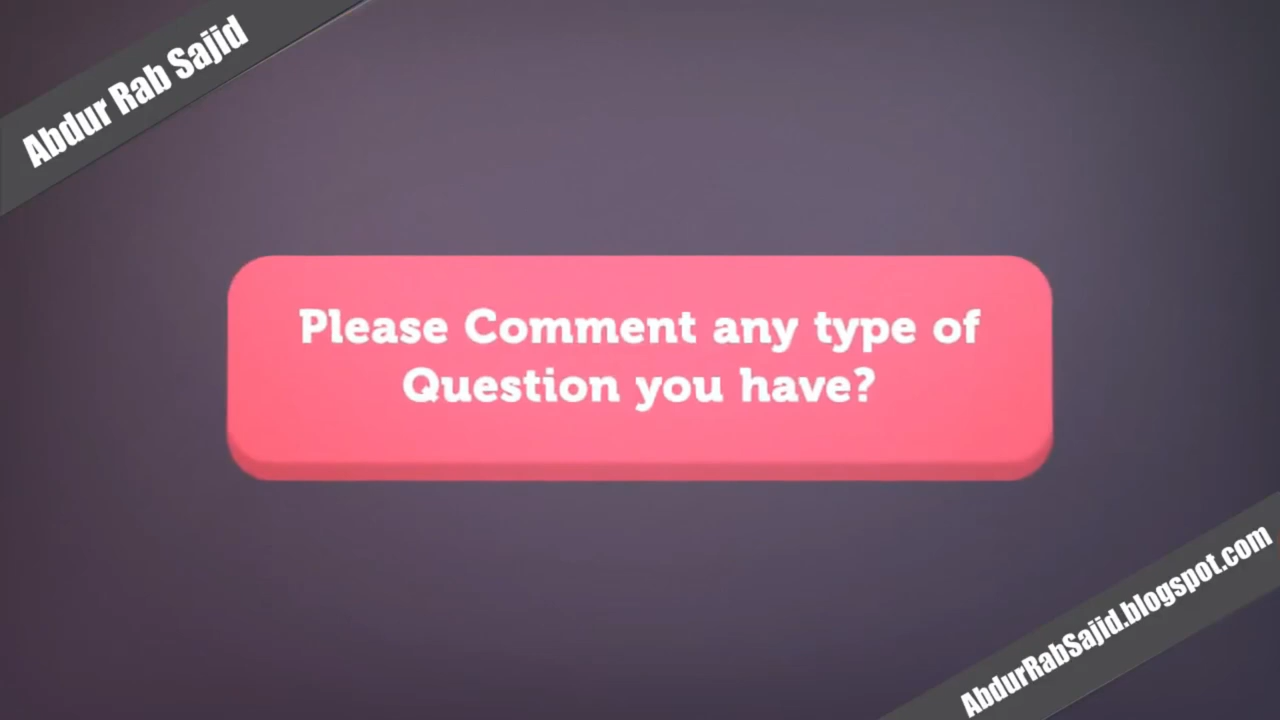 Abdur Rab Sajid
Please Comment any type of
Question you have?
AbdurRabSajid.blogspot.com